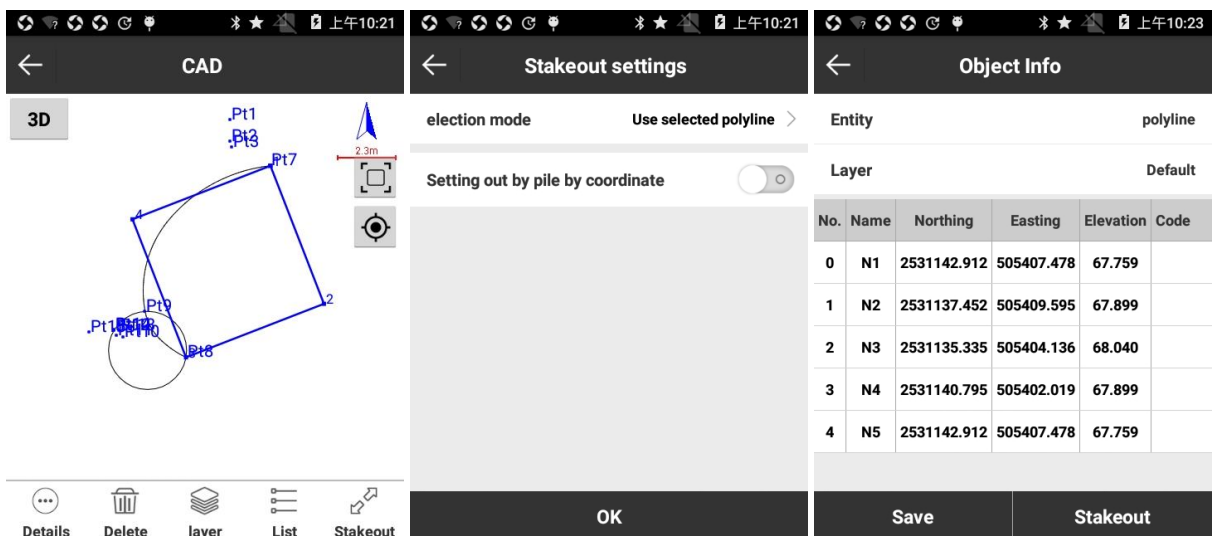 上午10:21
CAD
3D
Pt1
Pt2
Pt3
2.3m
Pt7
4
2
Pt9
Pt8
Details
Delete
layer
List
Stakeout
上午10:21
Stakeout settings
election mode
Use selected polyline
Setting out by pile by coordinate
OK
上午10:23
Object Info
Entity polyline
Layer Default
No. Name Northing Easting Elevation Code
0 N1 2531142.912 505407.478 67.759
1 N2 2531137.452 505409.595 67.899
2 N3 2531135.335 505404.136 68.040
3 N4 2531140.795 505402.019 67.899
4 N5 2531142.912 505407.478 67.759
Save
Stakeout